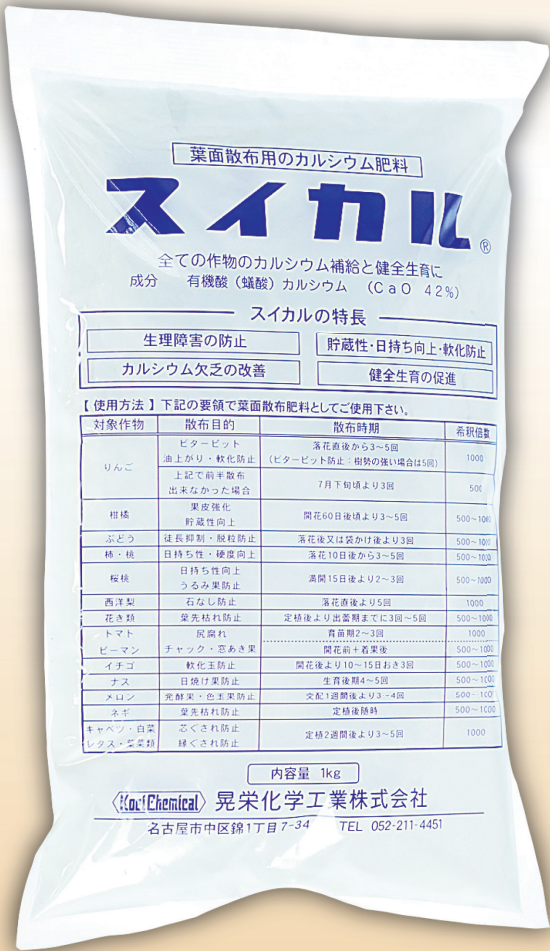 葉面散布用のカルシウム肥料
スイカル®
全ての作物のカルシウム補給と健全生育に
成分 有機酸（蟻酸）カルシウム （CaO 42%）
スイカルの特長
生理障害の防止 貯蔵性・日持ち向上・軟化防止
カルシウム欠乏の改善 健全生育の促進
【使用方法】下記の要領で葉面散布肥料としてご使用下さい。
対象作物 散布目的 散布時期 希釈倍数
りんご ビターピット 油上がり・軟化防止 落花直後から3～5回 (ビターピット防止：樹勢の強い場合は5回) 1000
上記で前半散布 出来なかった場合 7月下旬頃より3回 500
柑橘 果皮強化 貯蔵性向上 開花60日後頃より3～5回 500～1000
ぶどう 徒長抑制・脱粒防止 落花後又は袋かけ後より3回 500～1000
柿・桃 日持ち性・硬度向上 落花10日後から3～5回 500～1000
桜桃 日持ち性向上 うるみ果防止 満開15日後より2～3回 500～1000
西洋梨 石なし防止 落花直後より5回 1000
花き類 葉先枯れ防止 定植後より出蕾期までに3回～5回 500～1000
トマト 尻腐れ 育苗期2～3回 1000
ピーマン チャック・窓あき果 開花前＋着果後 500～1000
イチゴ 軟化玉防止 開花後より10～15日おき3回 500～1000
ナス 日焼け果防止 生育後期4～5回 500～1000
メロン 発酵果・色玉果防止 交配1週間後より3～4回 500～1000
ネギ 葉先枯れ防止 定植後随時 500～1000
キャベツ・白菜 レタス・菜菜類 芯ぐされ防止 縁ぐされ防止 定植2週間後より3～5回 1000
内容量 1kg
Koei Chemical 晃栄化学工業株式会社
名古屋市中区錦1丁目7-34 TEL 052-211-4451